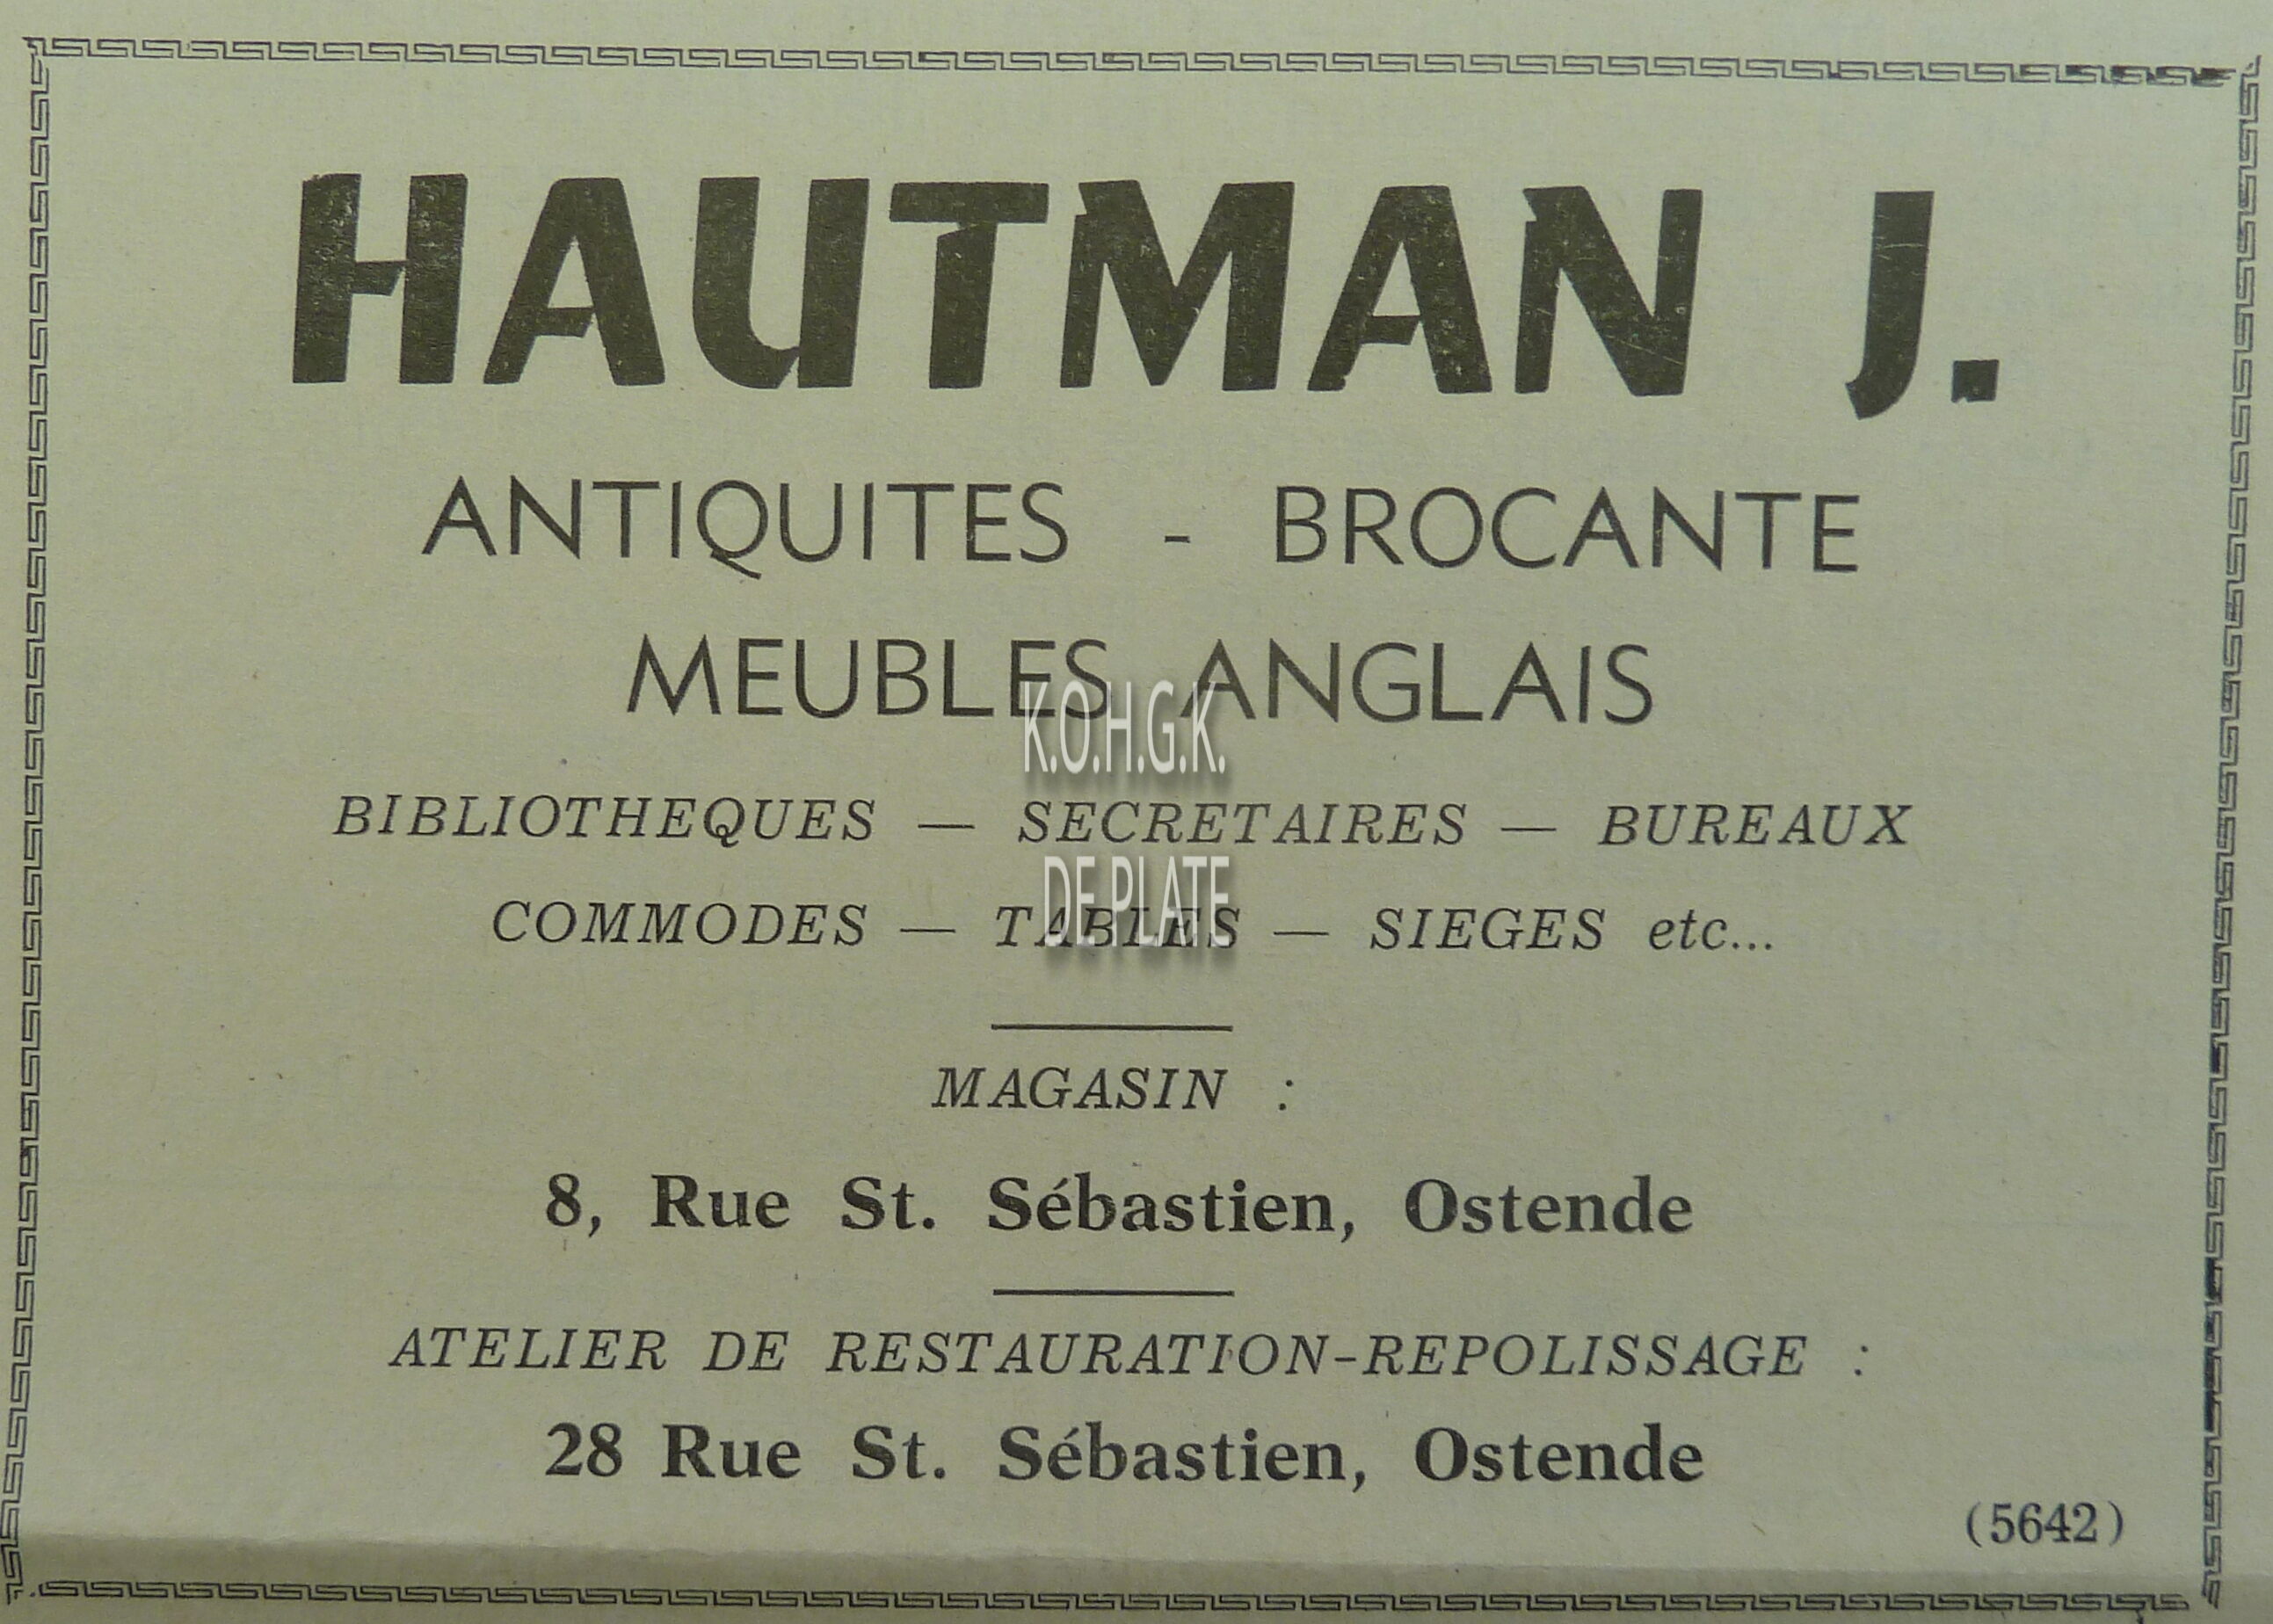 HAUTMAN J.
ANTIQUITES - BROCANTE
MEUBLES ANGLAIS
K.O.H.G.K.
BIBLIOTHEQUES — SECRETAIRES — BUREAUX
DE PLATE
COMMODES — TABLES — SIEGES etc...
MAGASIN :
8, Rue St. Sébastien, Ostende
ATELIER DE RESTAURATION-REPOLISSAGE :
28 Rue St. Sébastien, Ostende
(5642)